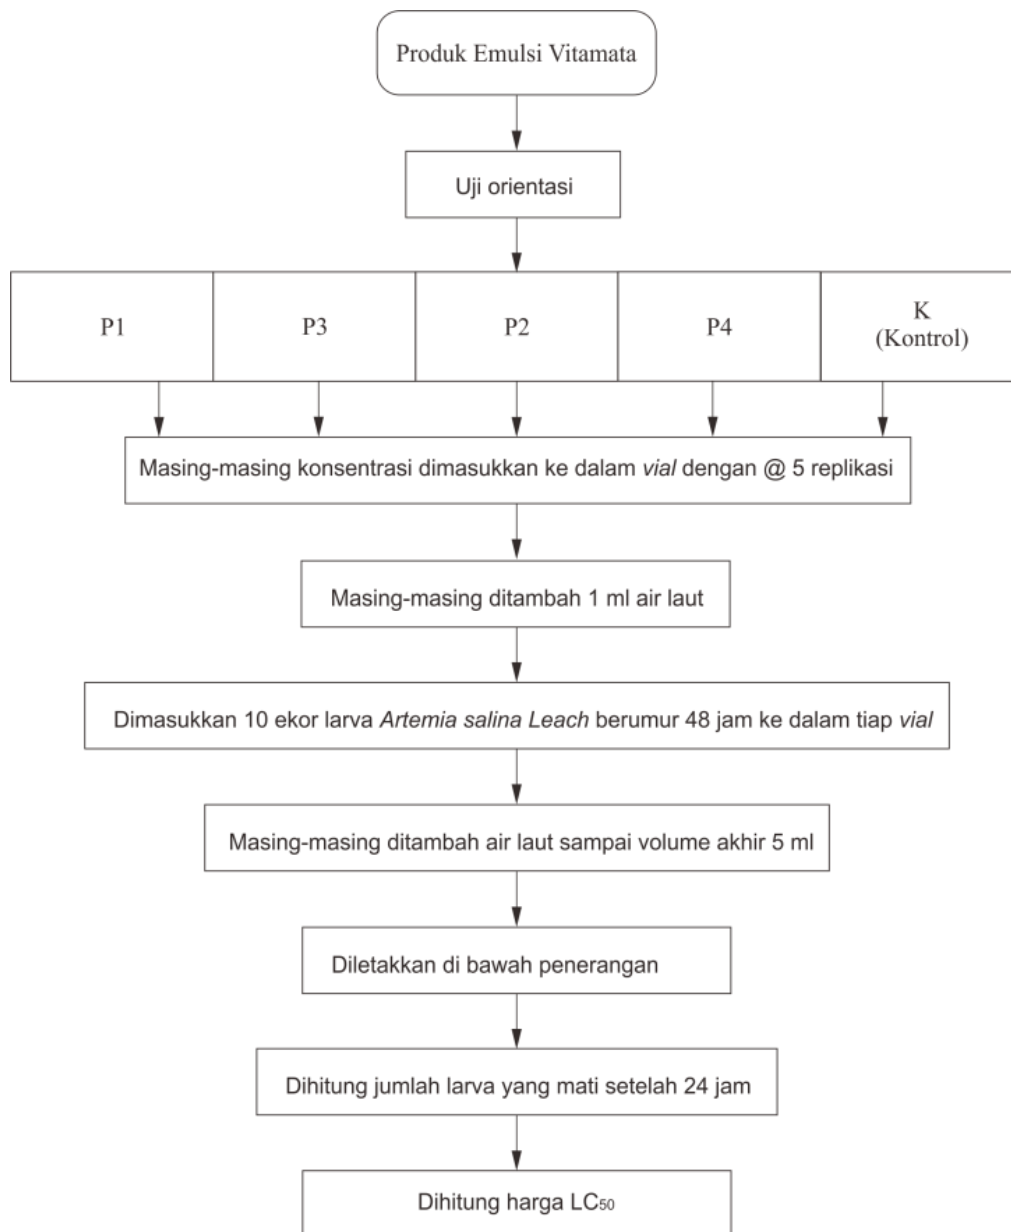 Produk Emulsi Vitamata
Uji orientasi
P1
P3
P2
P4
K
(Kontrol)
Masing-masing konsentrasi dimasukkan ke dalam vial dengan @ 5 replikasi
Masing-masing ditambah 1 ml air laut
Dimasukkan 10 ekor larva Artemia salina Leach berumur 48 jam ke dalam tiap vial
Masing-masing ditambah air laut sampai volume akhir 5 ml
Diletakkan di bawah penerangan
Dihitung jumlah larva yang mati setelah 24 jam
Dihitung harga LC₅₀